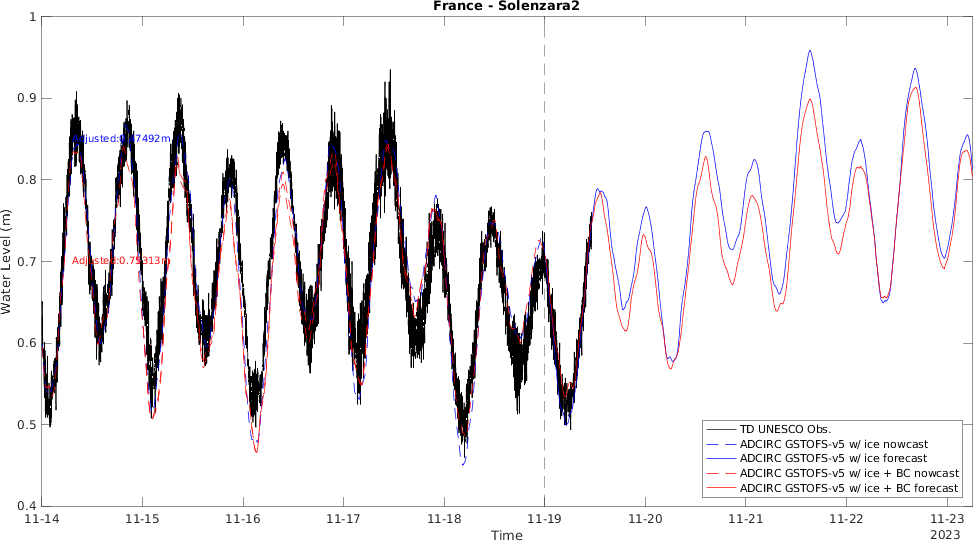 France - Solenzara2
1
0.9
0.8
0.7
0.6
0.5
0.4
Water Level (m)
Adjusted:0.75313m
TD UNESCO Obs.
ADCIRC GSTOFS-v5 w/ ice nowcast
ADCIRC GSTOFS-v5 w/ ice forecast
ADCIRC GSTOFS-v5 w/ ice + BC nowcast
ADCIRC GSTOFS-v5 w/ ice + BC forecast
11-14 11-15 11-16 11-17 11-18 11-19 11-20 11-21 11-22 11-23
Time
2023